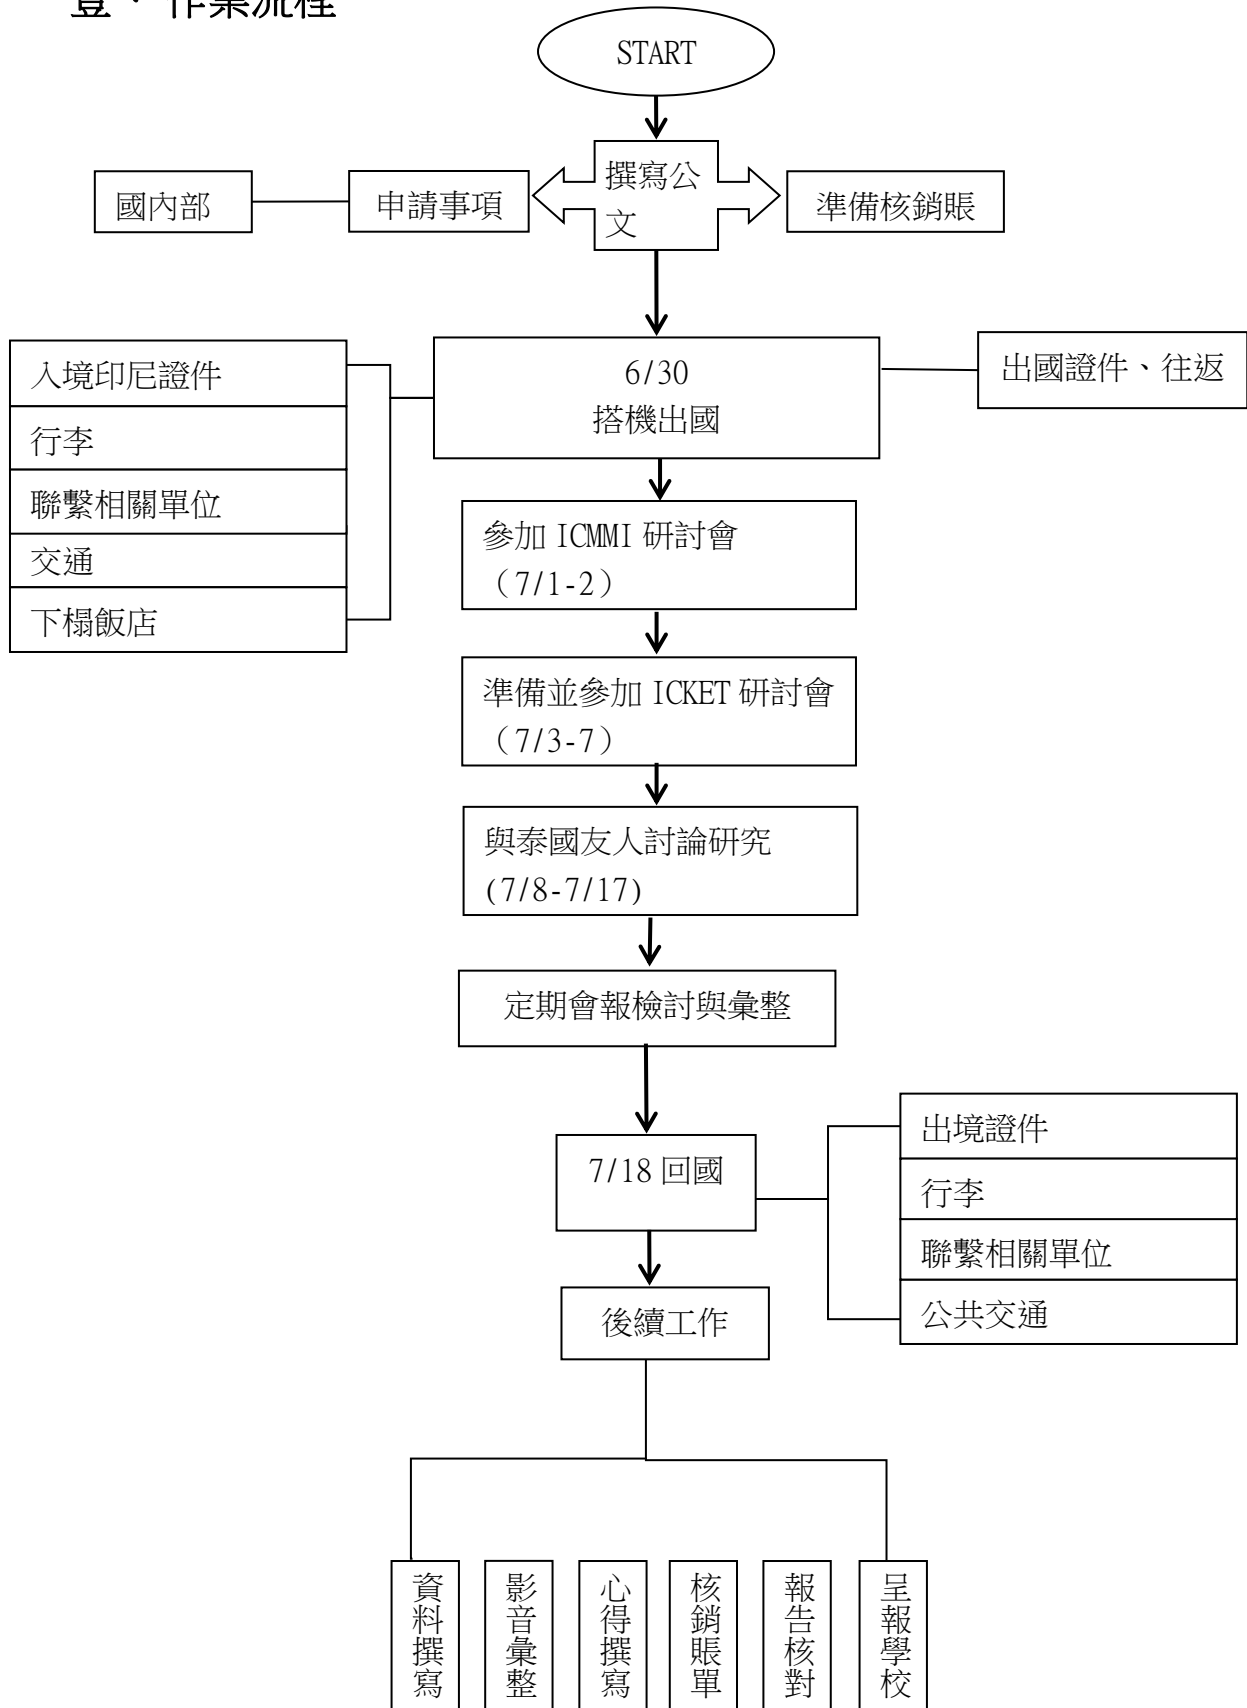 壹、作業流程
START
撰寫公
文
國內部
申請事項
準備核銷賬
6/30
搭機出國
出國證件、往返
入境印尼證件
行李
聯繫相關單位
交通
下榻飯店
參加 ICMMI 研討會
（7/1-2）
準備並參加 ICKET 研討會
（7/3-7）
與泰國友人討論研究
(7/8-7/17)
定期會報檢討與彙整
7/18 回國
出境證件
行李
聯繫相關單位
公共交通
後續工作
資料撰寫
影音彙整
心得撰寫
核銷賬單
報告核對
呈報學校